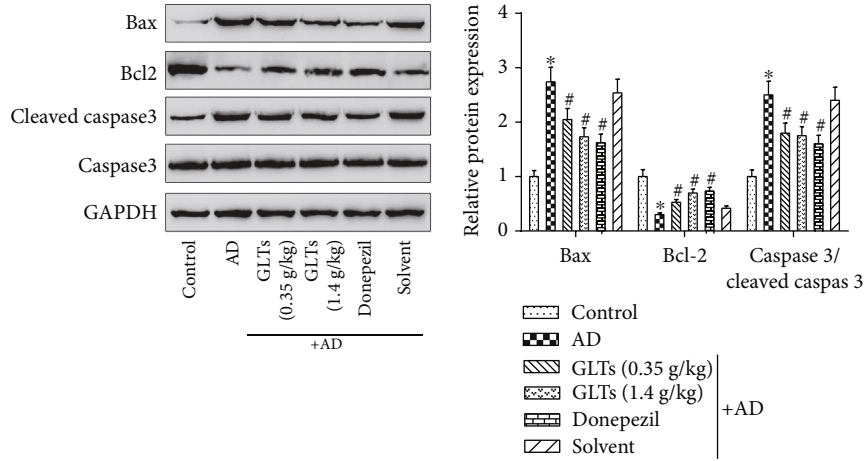 Bax
Bcl2
Cleaved caspase3
Caspase3
GAPDH
Control
AD
GLTs
(0.35 g/kg)
GLTs
(1.4 g/kg)
Donepezil
Solvent
+AD
Relative protein expression
4
3
2
1
0
*
#
#
#
*
#
#
#
*
#
#
#
Bax
Bcl-2
Caspase 3/
cleaved caspas 3
Control
AD
GLTs (0.35 g/kg)
GLTs (1.4 g/kg)
Donepezil
Solvent
+AD